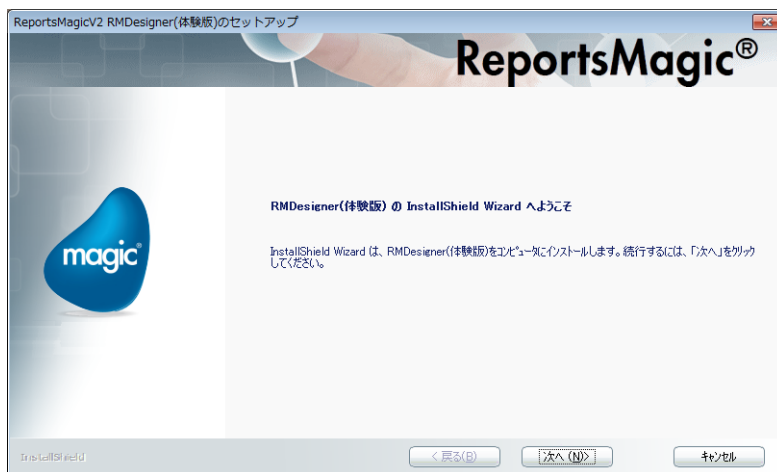 ReportsMagicV2 RMDesigner(体験版)のセットアップ
ReportsMagic®
magic®
RMDesigner(体験版) の InstallShield Wizard へようこそ
InstallShield Wizard は、RMDesigner(体験版)をコンピュータにインストールします。続行するには、「次へ」をクリック
してください。
InstallShield
< 戻る(B)
次へ (N)>
キャンセル